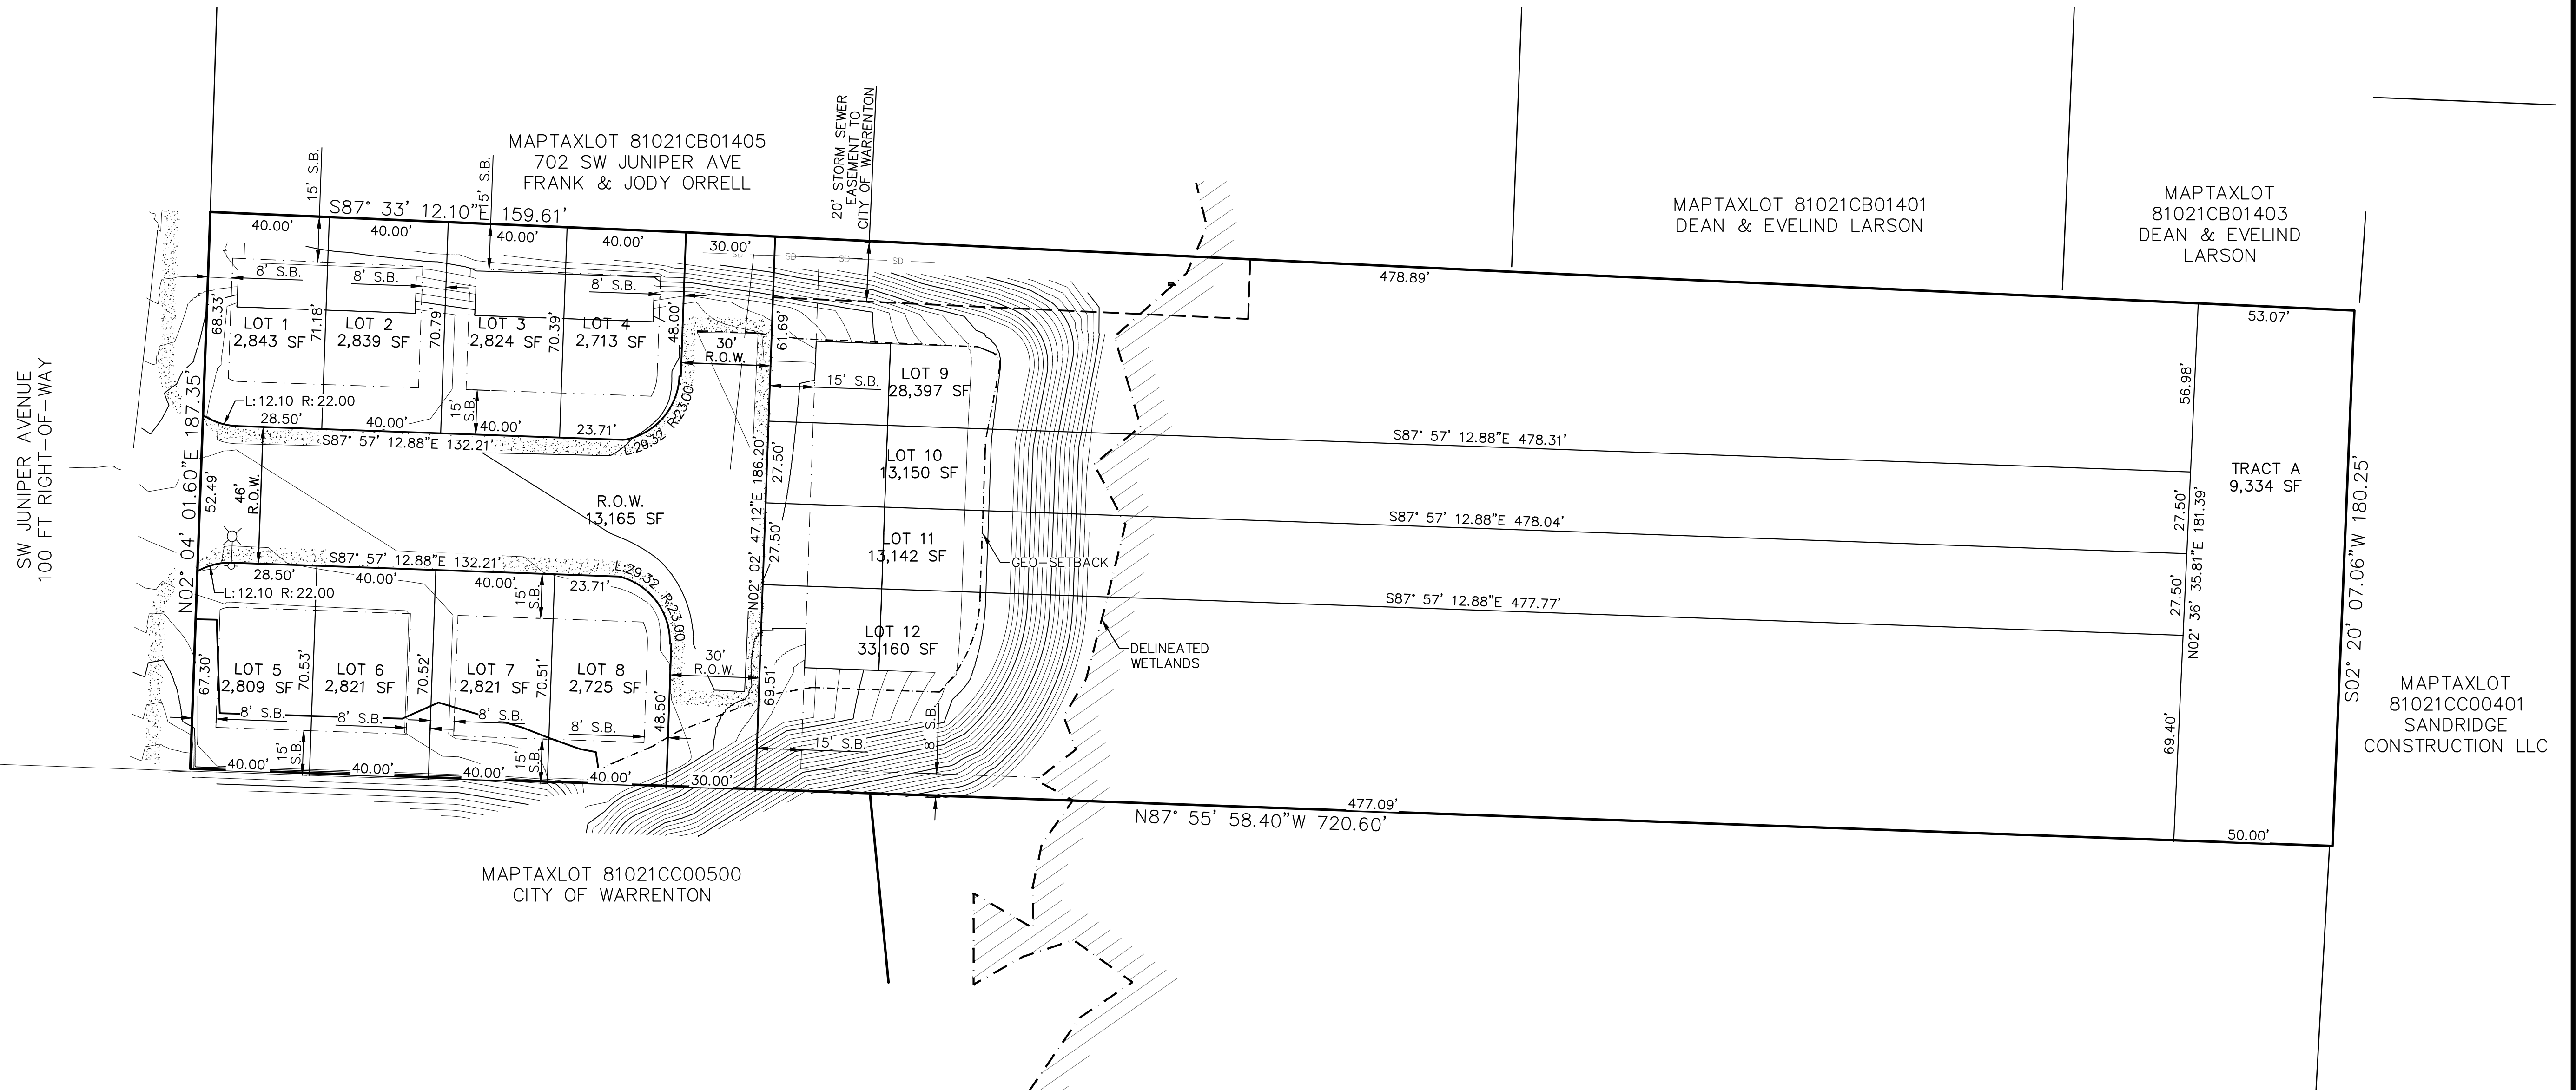 SW JUNIPER AVENUE
100 FT RIGHT-OF-WAY
MAPTAXLOT 81021CB01405
702 SW JUNIPER AVE
FRANK & JODY ORRELL
20' STORM SEWER
EASEMENT TO
CITY OF WARRENTON
MAPTAXLOT 81021CB01401
DEAN & EVELIND LARSON
MAPTAXLOT
81021CB01403
DEAN & EVELIND
LARSON
15' S.B.
15' S.B.
S87° 33' 12.10"E 159.61'
40.00'
40.00'
40.00'
40.00'
30.00'
SD
SD
SD
SD
478.89'
53.07'
8' S.B.
8' S.B.
8' S.B.
68.33'
LOT 1
2,843 SF
71.18'
LOT 2
2,839 SF
70.79'
LOT 3
2,824 SF
70.39'
LOT 4
2,713 SF
48.00'
30'
R.O.W.
61.69'
15' S.B.
LOT 9
28,397 SF
56.98'
L:12.10 R:22.00
28.50'
40.00'
15'
S.B.
40.00'
23.71'
L:29.32 R:23.00
S87° 57' 12.88"E 132.21'
N02° 04' 01.60"E 187.35'
52.49'
46'
R.O.W.
R.O.W.
13,165 SF
N02° 02' 47.12"E 186.20'
27.50'
S87° 57' 12.88"E 478.31'
LOT 10
13,150 SF
TRACT A
9,334 SF
27.50'
S87° 57' 12.88"E 478.04'
27.50'
LOT 11
13,142 SF
GEO-SETBACK
N02° 36' 35.81"E 181.39'
S02° 20' 07.06"W 180.25'
27.50'
S87° 57' 12.88"E 477.77'
S87° 57' 12.88"E 132.21'
28.50'
40.00'
40.00'
15'
S.B.
23.71'
L:29.32 R:23.00
L:12.10 R:22.00
67.30'
LOT 5
2,809 SF
70.53'
LOT 6
2,821 SF
70.52'
LOT 7
2,821 SF
70.51'
LOT 8
2,725 SF
48.50'
30'
R.O.W.
69.51'
LOT 12
33,160 SF
DELINEATED
WETLANDS
69.40'
8' S.B.
8' S.B.
8' S.B.
8' S.B.
15' S.B.
8' S.B.
15'
S.B.
15'
S.B.
40.00'
40.00'
40.00'
40.00'
30.00'
477.09'
N87° 55' 58.40"W 720.60'
50.00'
MAPTAXLOT
81021CC00401
SANDRIDGE
CONSTRUCTION LLC
MAPTAXLOT 81021CC00500
CITY OF WARRENTON